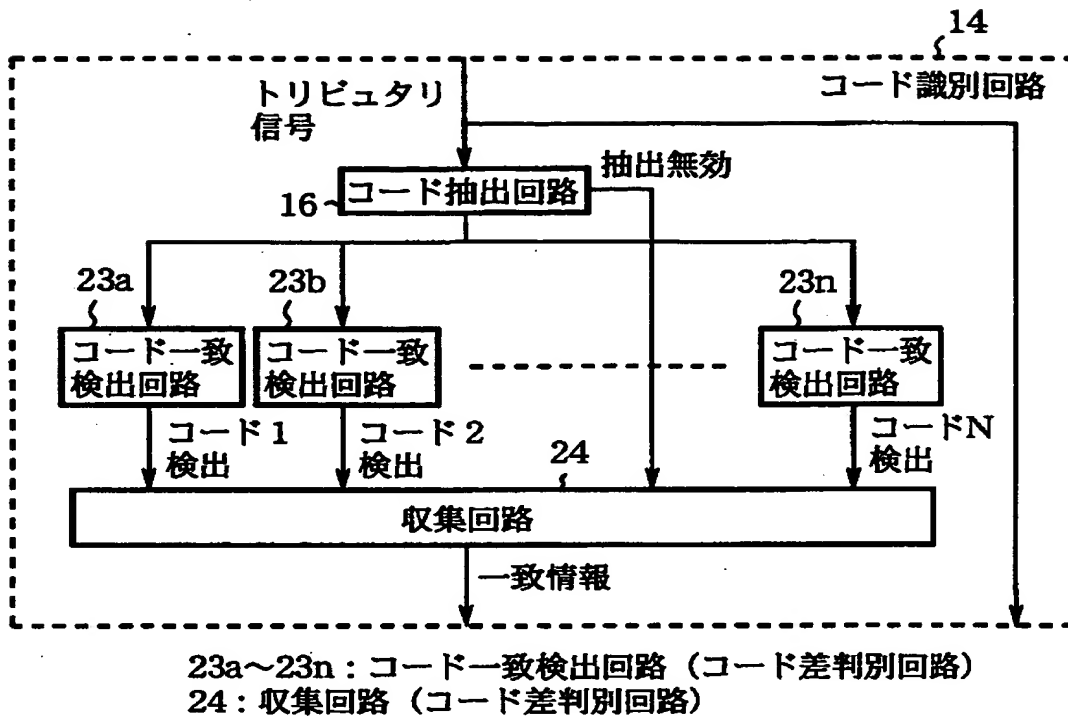 14
コード識別回路
トリビュタリ
信号
抽出無効
コード抽出回路
16
23a
23b
23n
コード一致
検出回路
コード一致
検出回路
コード一致
検出回路
コード1
検出
コード2
検出
コードN
検出
24
収集回路
一致情報
23a~23n:コード一致検出回路(コード差判別回路)
24:収集回路(コード差判別回路)